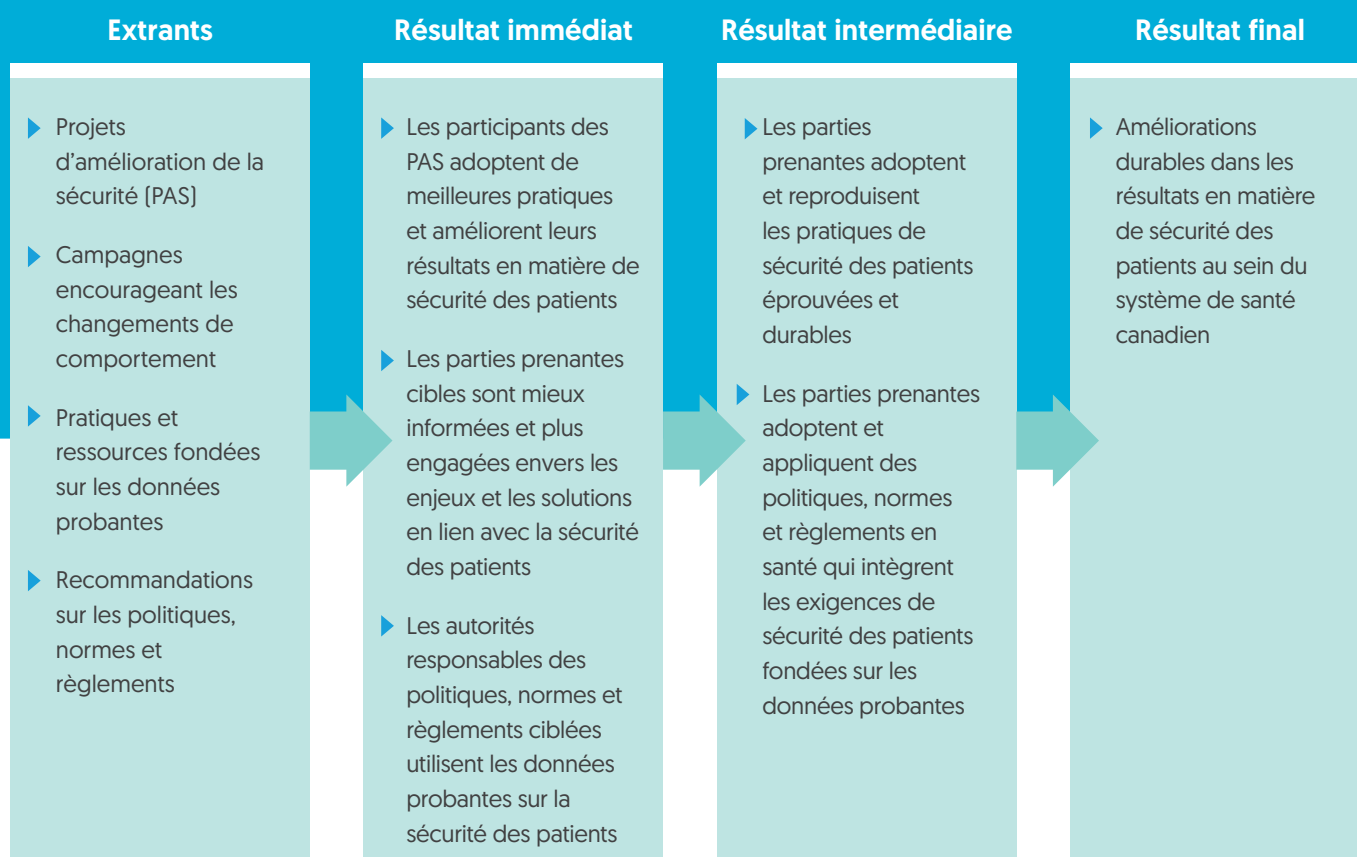 Extrants
Projets
d’amélioration de la
sécurité (PAS)
Campagnes
encourageant les
changements de
comportement
Pratiques et
ressources fondées
sur les données
probantes
Recommandations
sur les politiques,
normes et
règlements
Résultat immédiat
Les participants des
PAS adoptent de
meilleures pratiques
et améliorent leurs
résultats en matière de
sécurité des patients
Les parties prenantes
cibles sont mieux
informées et plus
engagées envers les
enjeux et les solutions
en lien avec la sécurité
des patients
Les autorités
responsables des
politiques, normes et
règlements ciblées
utilisent les données
probantes sur la
sécurité des patients
Résultat intermédiaire
Les parties
prenantes adoptent
et reproduisent
les pratiques de
sécurité des patients
éprouvées et
durables
Les parties prenantes
adoptent et
appliquent des
politiques, normes
et règlements en
santé qui intègrent
les exigences de
sécurité des patients
fondées sur les
données probantes
Résultat final
Améliorations
durables dans les
résultats en matière
de sécurité des
patients au sein du
système de santé
canadien